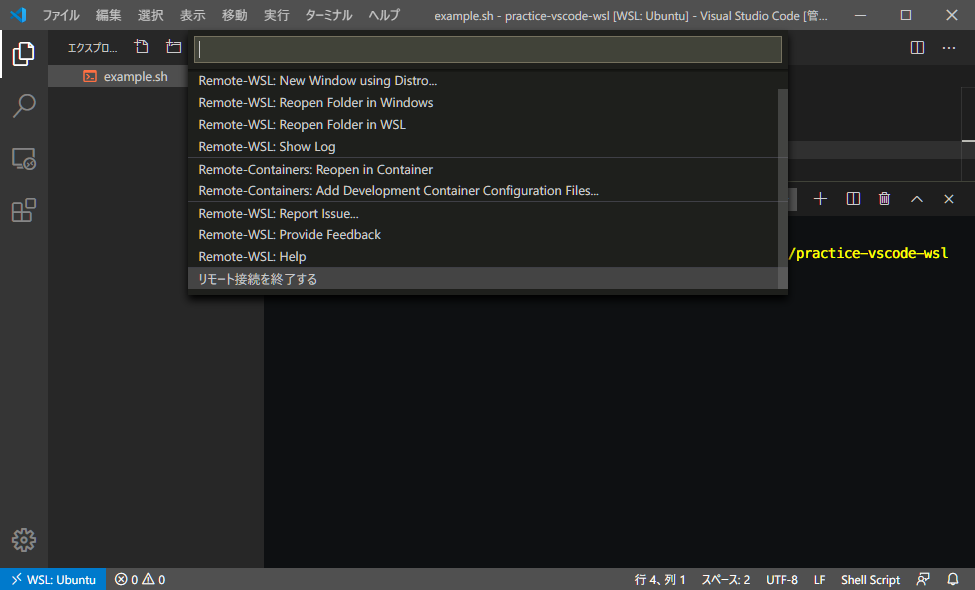 ファイル 編集 選択 表示 移動 実行 ターミナル ヘルプ example.sh - practice-vscode-wsl [WSL: Ubuntu] - Visual Studio Code [管...
エクスプロ...
example.sh
Remote-WSL: New Window using Distro...
Remote-WSL: Reopen Folder in Windows
Remote-WSL: Reopen Folder in WSL
Remote-WSL: Show Log
Remote-Containers: Reopen in Container
Remote-Containers: Add Development Container Configuration Files...
Remote-WSL: Report Issue...
Remote-WSL: Provide Feedback
Remote-WSL: Help
リモート接続を終了する
/practice-vscode-wsl
WSL: Ubuntu 0 0 行 4、列 1 スペース: 2 UTF-8 LF Shell Script